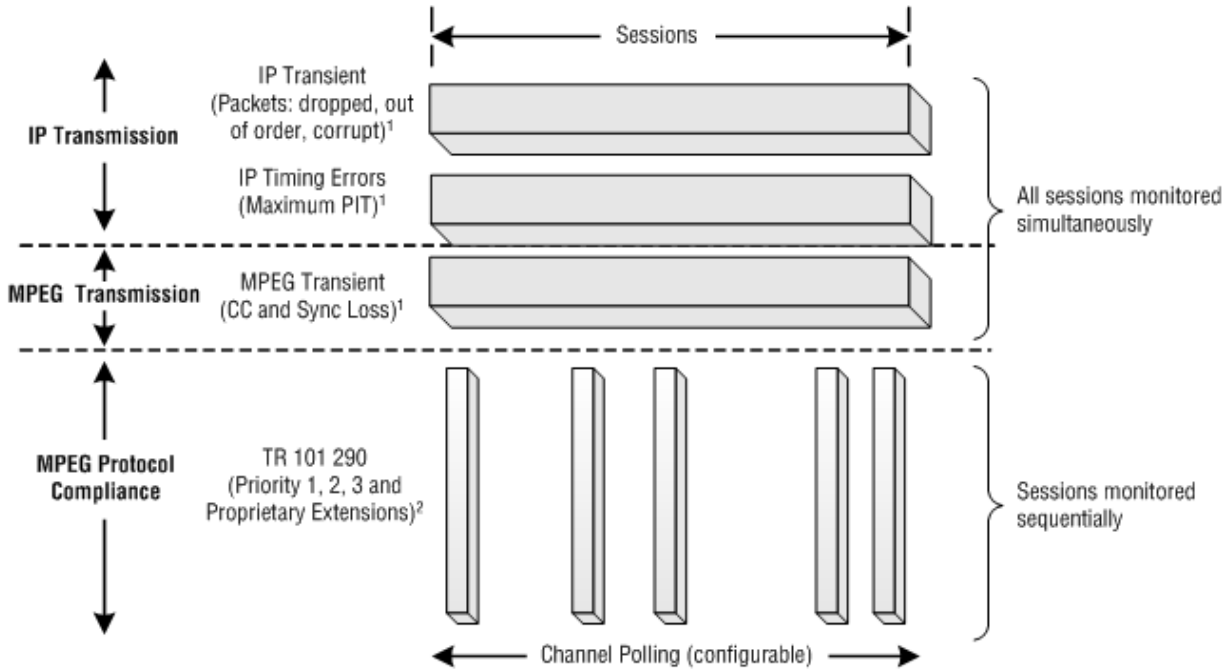 Sessions
IP Transmission
IP Transient
(Packets: dropped, out
of order, corrupt)¹
IP Timing Errors
(Maximum PIT)¹
All sessions monitored
simultaneously
MPEG Transmission
MPEG Transient
(CC and Sync Loss)¹
MPEG Protocol
Compliance
TR 101 290
(Priority 1, 2, 3 and
Proprietary Extensions)²
Sessions monitored
sequentially
Channel Polling (configurable)